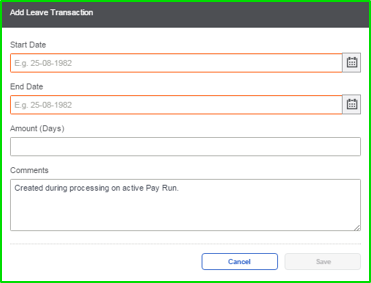 Add Leave Transaction
Start Date
E.g. 25-08-1982
End Date
E.g. 25-08-1982
Amount (Days)
Comments
Created during processing on active Pay Run.
Cancel
Save